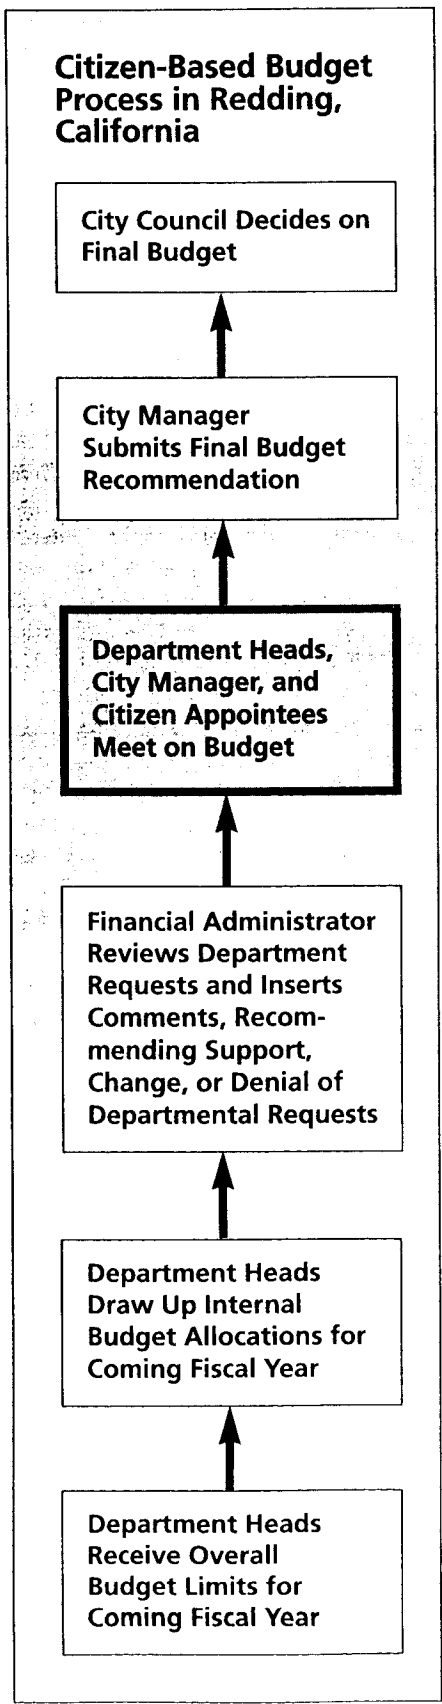 Citizen-Based Budget
Process in Redding,
California
City Council Decides on
Final Budget
City Manager
Submits Final Budget
Recommendation
Department Heads,
City Manager, and
Citizen Appointees
Meet on Budget
Financial Administrator
Reviews Department
Requests and Inserts
Comments, Recom-
mending Support,
Change, or Denial of
Departmental Requests
Department Heads
Draw Up Internal
Budget Allocations for
Coming Fiscal Year
Department Heads
Receive Overall
Budget Limits for
Coming Fiscal Year